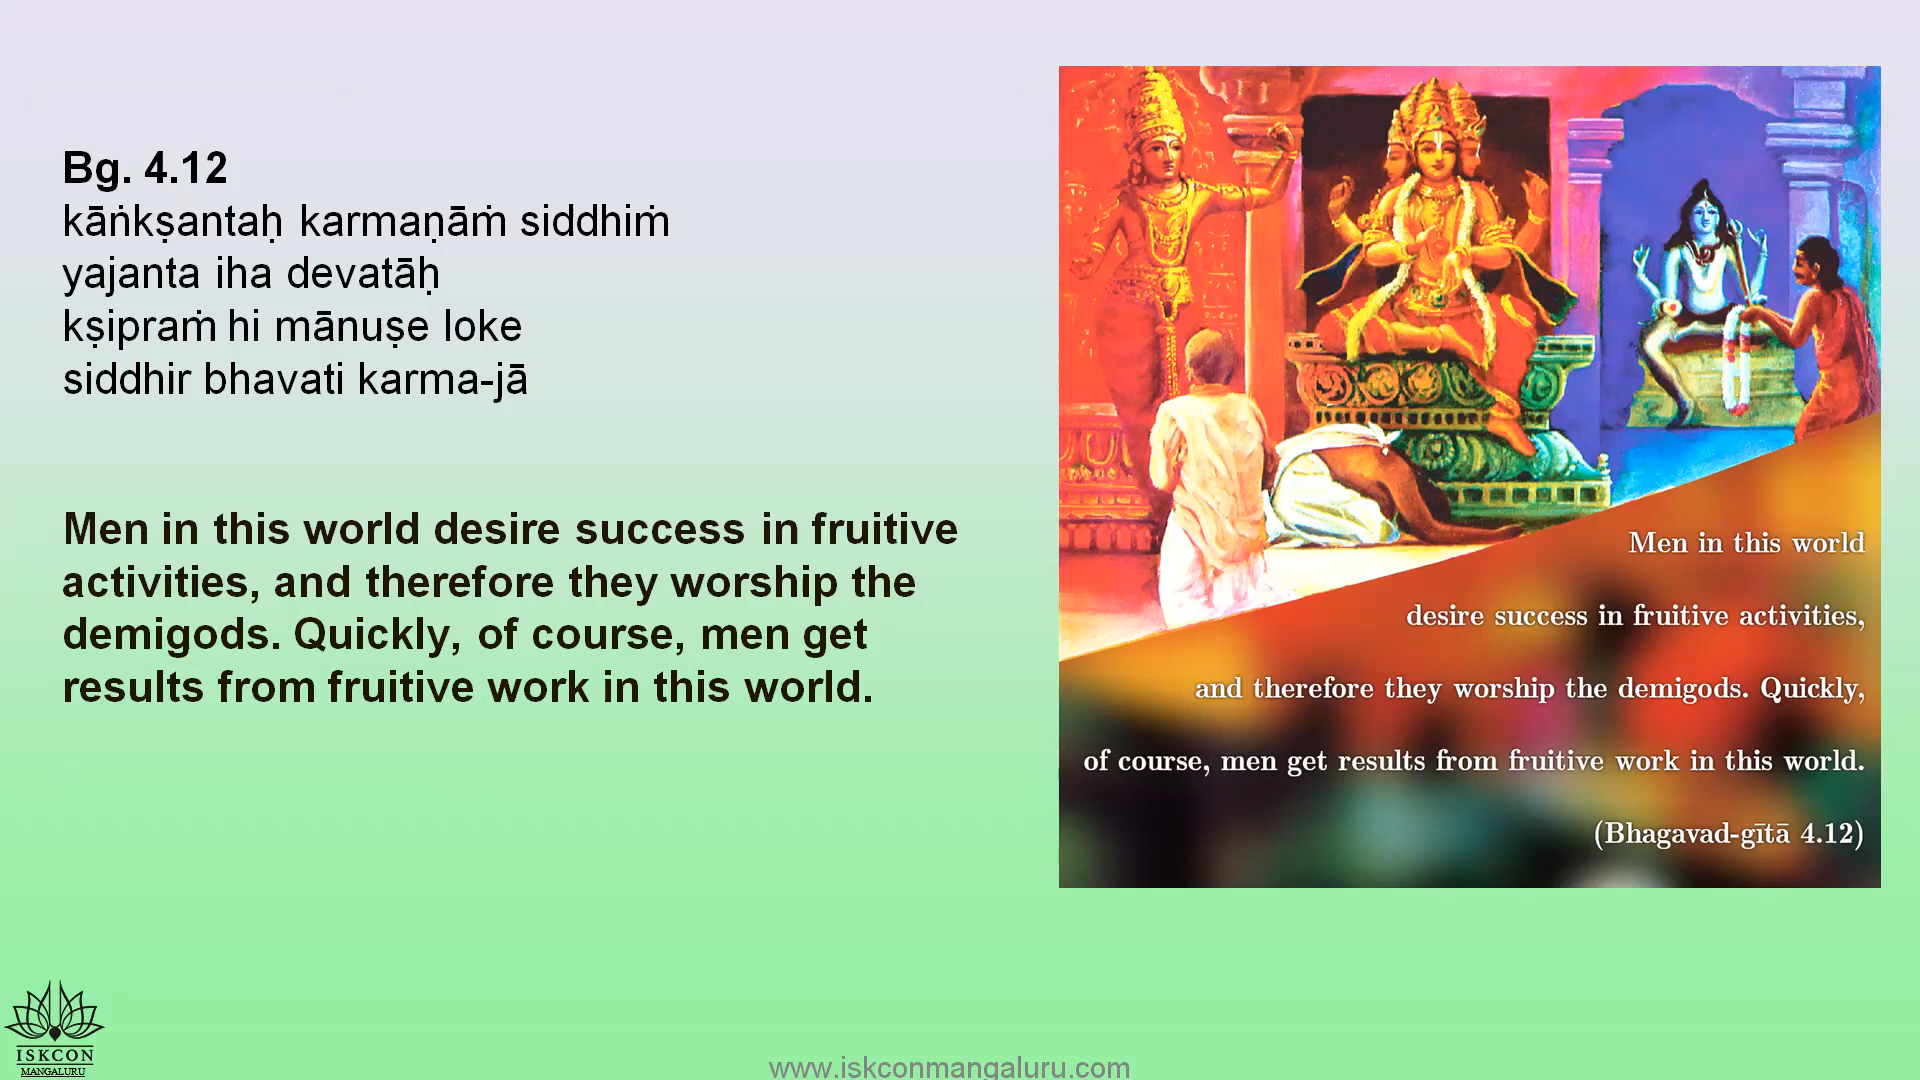 Bg. 4.12
kāṅkṣantaḥ karmaṇāṁ siddhiṁ
yajanta iha devatāḥ
kṣipraṁ hi mānuṣe loke
siddhir bhavati karma-jā
Men in this world desire success in fruitive
activities, and therefore they worship the
demigods. Quickly, of course, men get
results from fruitive work in this world.
Men in this world
desire success in fruitive activities,
and therefore they worship the demigods. Quickly,
of course, men get results from fruitive work in this world.
(Bhagavad-gītā 4.12)
ISKCON
MANGALURU
www.iskconmangaluru.com